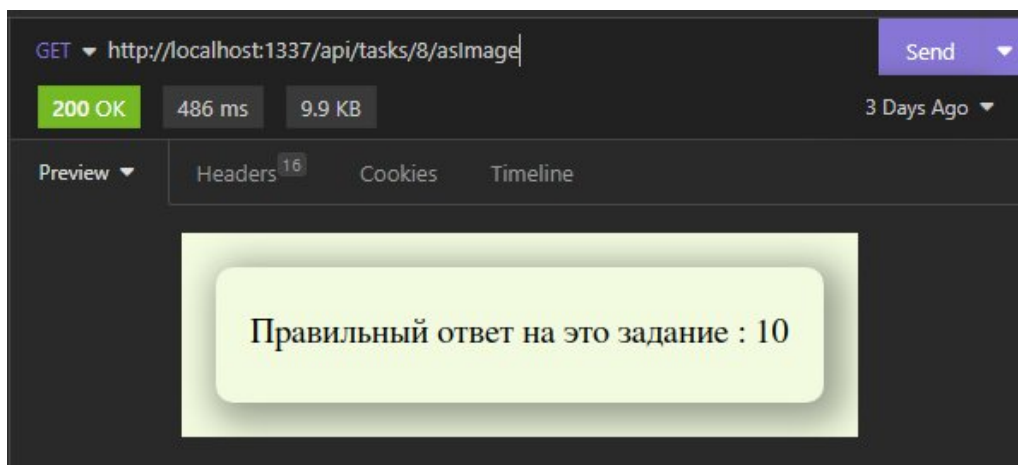 GET http://localhost:1337/api/tasks/8/asImage Send
200 OK 486 ms 9.9 KB 3 Days Ago
Preview Headers 16 Cookies Timeline
Правильный ответ на это задание : 10